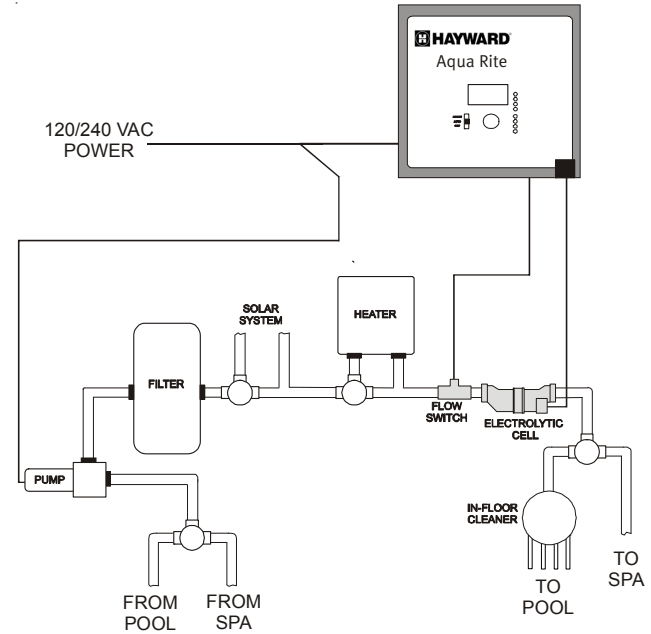 HAYWARD
Aqua Rite
120/240 VAC
POWER
SOLAR
SYSTEM
HEATER
FILTER
FLOW
SWITCH
ELECTROLYTIC
CELL
PUMP
IN-FLOOR
CLEANER
TO
SPA
TO
POOL
FROM
POOL
FROM
SPA